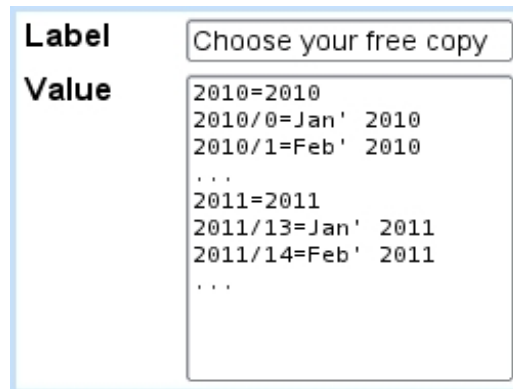 Label
Choose your free copy
Value
2010=2010
2010/0=Jan' 2010
2010/1=Feb' 2010
...
2011=2011
2011/13=Jan' 2011
2011/14=Feb' 2011
...